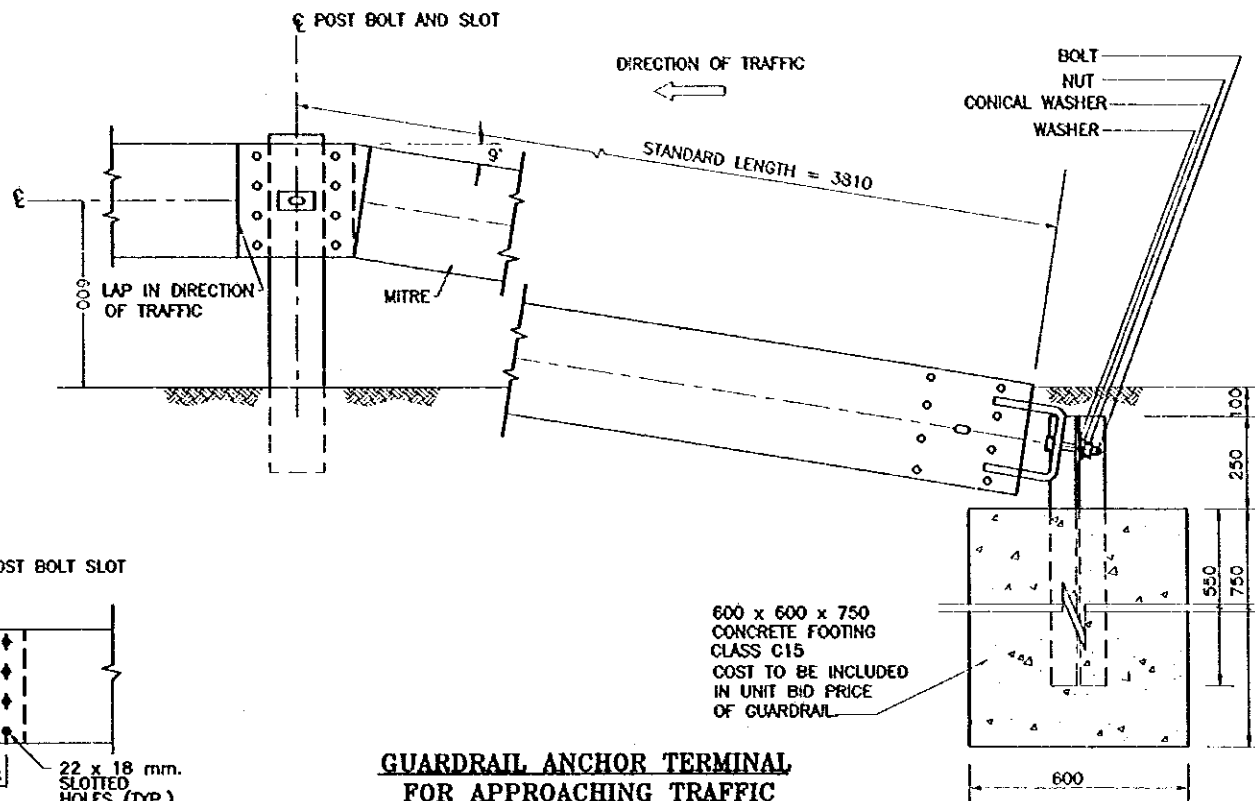 ℄ POST BOLT AND SLOT
DIRECTION OF TRAFFIC
BOLT
NUT
CONICAL WASHER
WASHER
9°
STANDARD LENGTH = 3810
℄
600
LAP IN DIRECTION
OF TRAFFIC
MITRE
100
250
550
750
OST BOLT SLOT
600 x 600 x 750
CONCRETE FOOTING
CLASS C15
COST TO BE INCLUDED
IN UNIT BID PRICE
OF GUARDRAIL
22 x 18 mm.
SLOTTED
HOLES (TYP.)
600
GUARDRAIL ANCHOR TERMINAL
FOR APPROACHING TRAFFIC